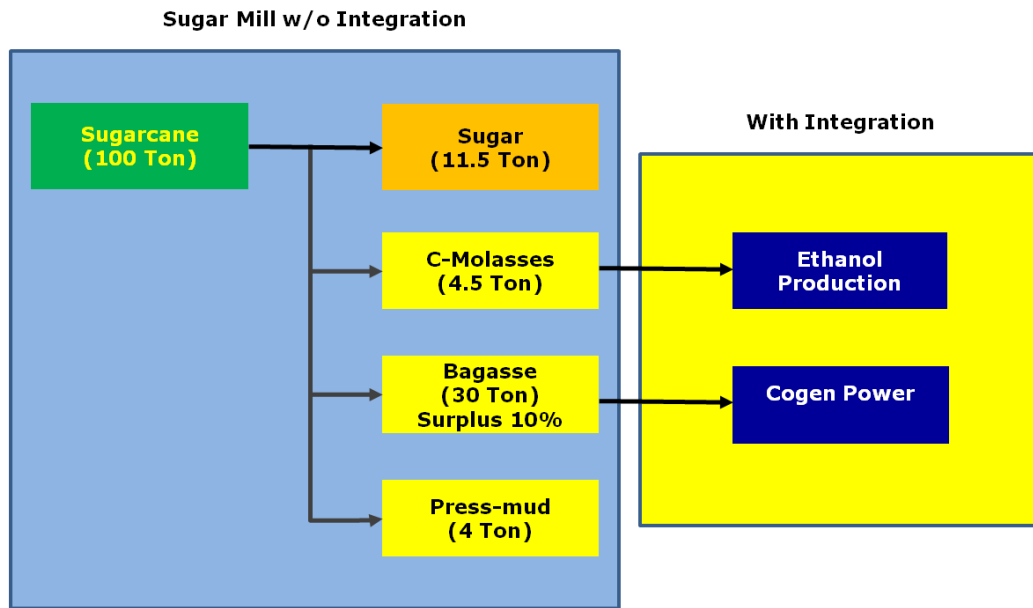 Sugar Mill w/o Integration
Sugarcane
(100 Ton)
Sugar
(11.5 Ton)
With Integration
C-Molasses
(4.5 Ton)
Ethanol
Production
Bagasse
(30 Ton)
Surplus 10%
Cogen Power
Press-mud
(4 Ton)